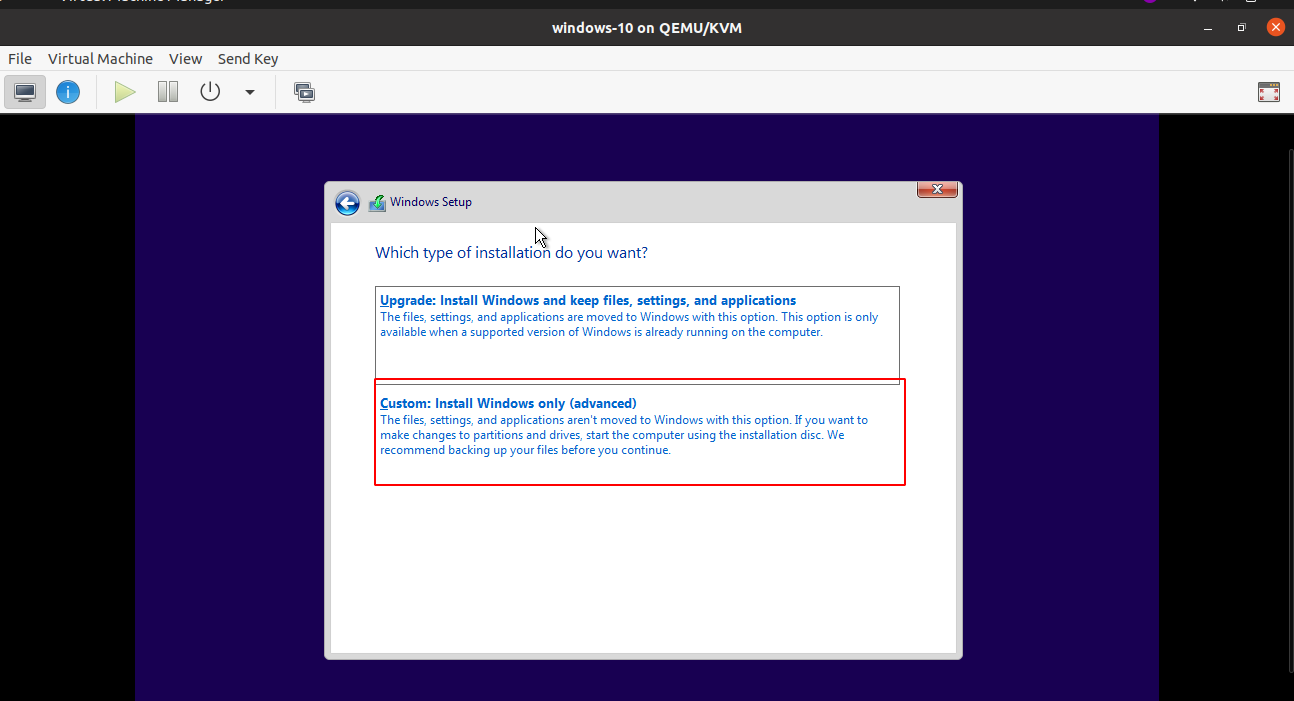 Virtual Machine Manager
windows-10 on QEMU/KVM
File Virtual Machine View Send Key
Windows Setup
Which type of installation do you want?
Upgrade: Install Windows and keep files, settings, and applications
The files, settings, and applications are moved to Windows with this option. This option is only
available when a supported version of Windows is already running on the computer.
Custom: Install Windows only (advanced)
The files, settings, and applications aren't moved to Windows with this option. If you want to
make changes to partitions and drives, start the computer using the installation disc. We
recommend backing up your files before you continue.